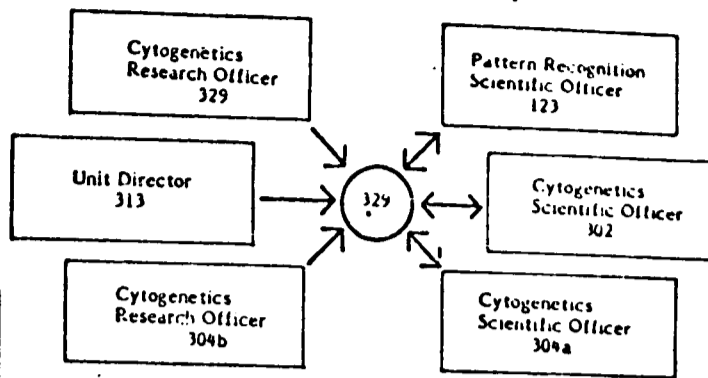 Cytogenetics
Research Officer
329
Pattern Recognition
Scientific Officer
123
Unit Director
313
329
Cytogenetics
Scientific Officer
302
Cytogenetics
Research Officer
304b
Cytogenetics
Scientific Officer
304a